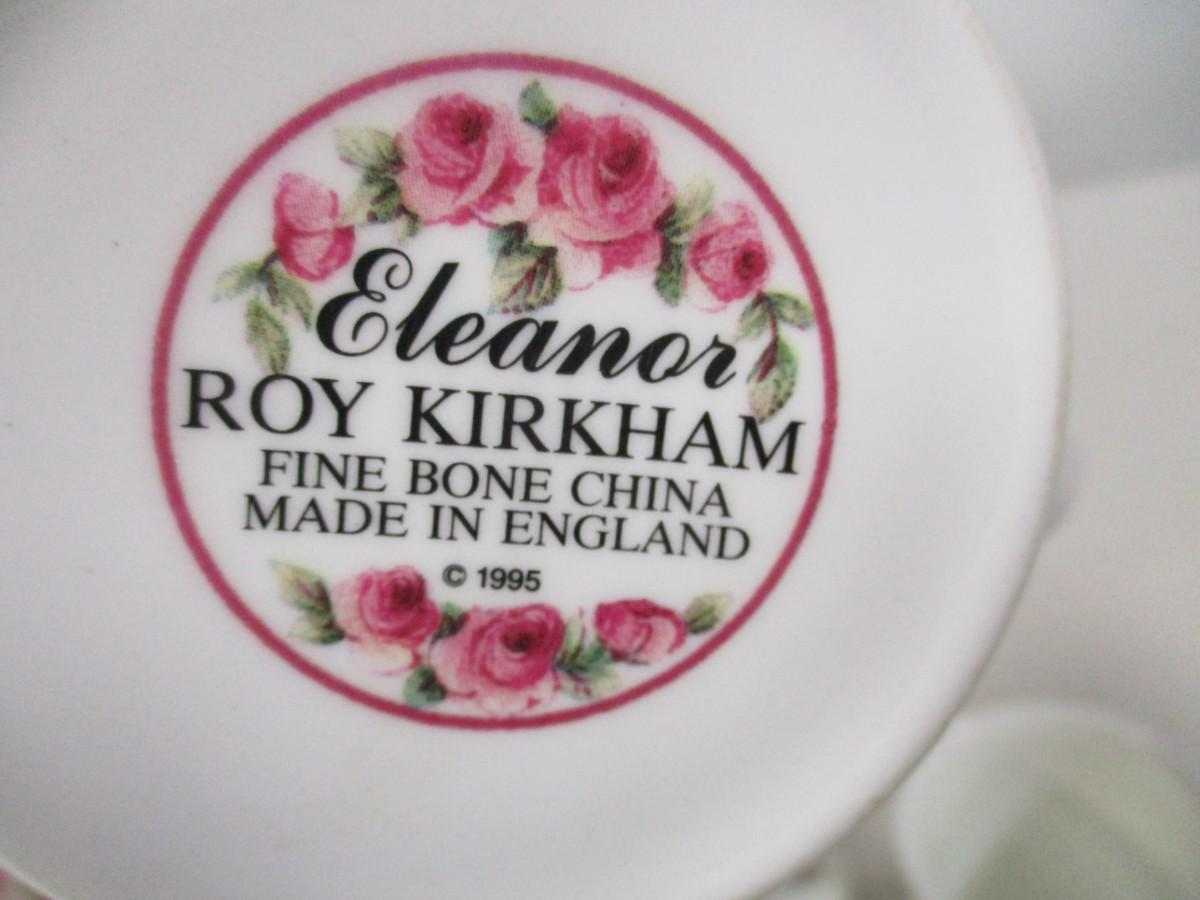 Eleanor
ROY KIRKHAM
FINE BONE CHINA
MADE IN ENGLAND
© 1995